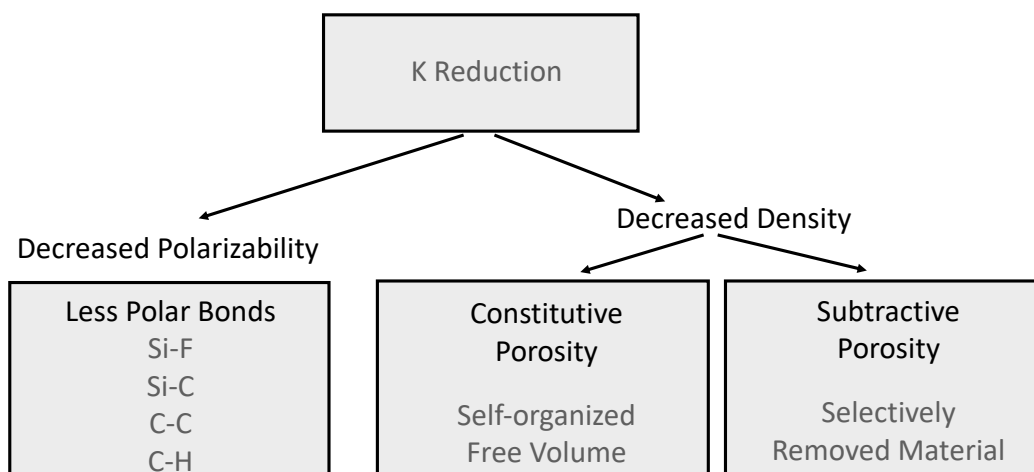 K Reduction
Decreased Polarizability
Decreased Density
Less Polar Bonds
Si-F
Si-C
C-C
C-H
Constitutive
Porosity
Self-organized
Free Volume
Subtractive
Porosity
Selectively
Removed Material